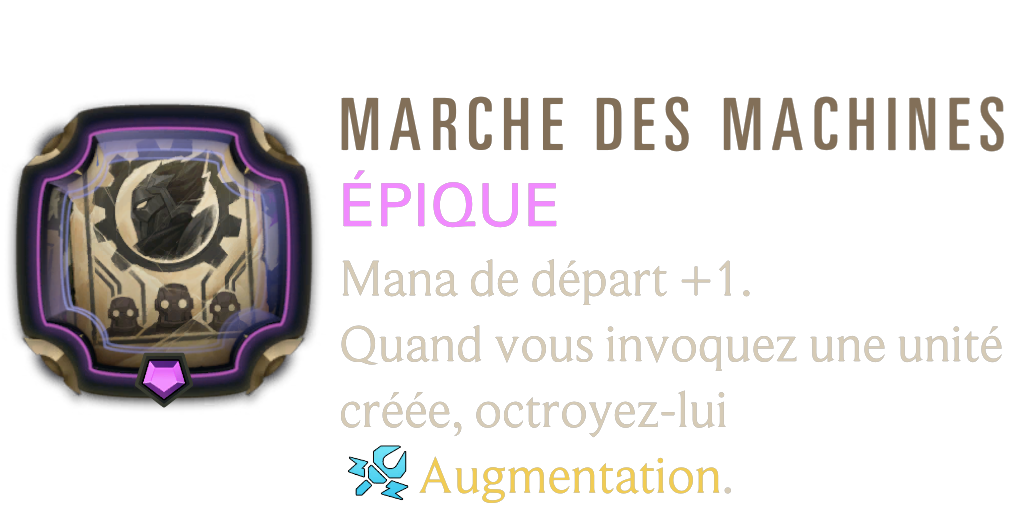 MARCHE DES MACHINES
ÉPIQUE
Mana de départ +1.
Quand vous invoquez une unité
créée, octroyez-lui
Augmentation.